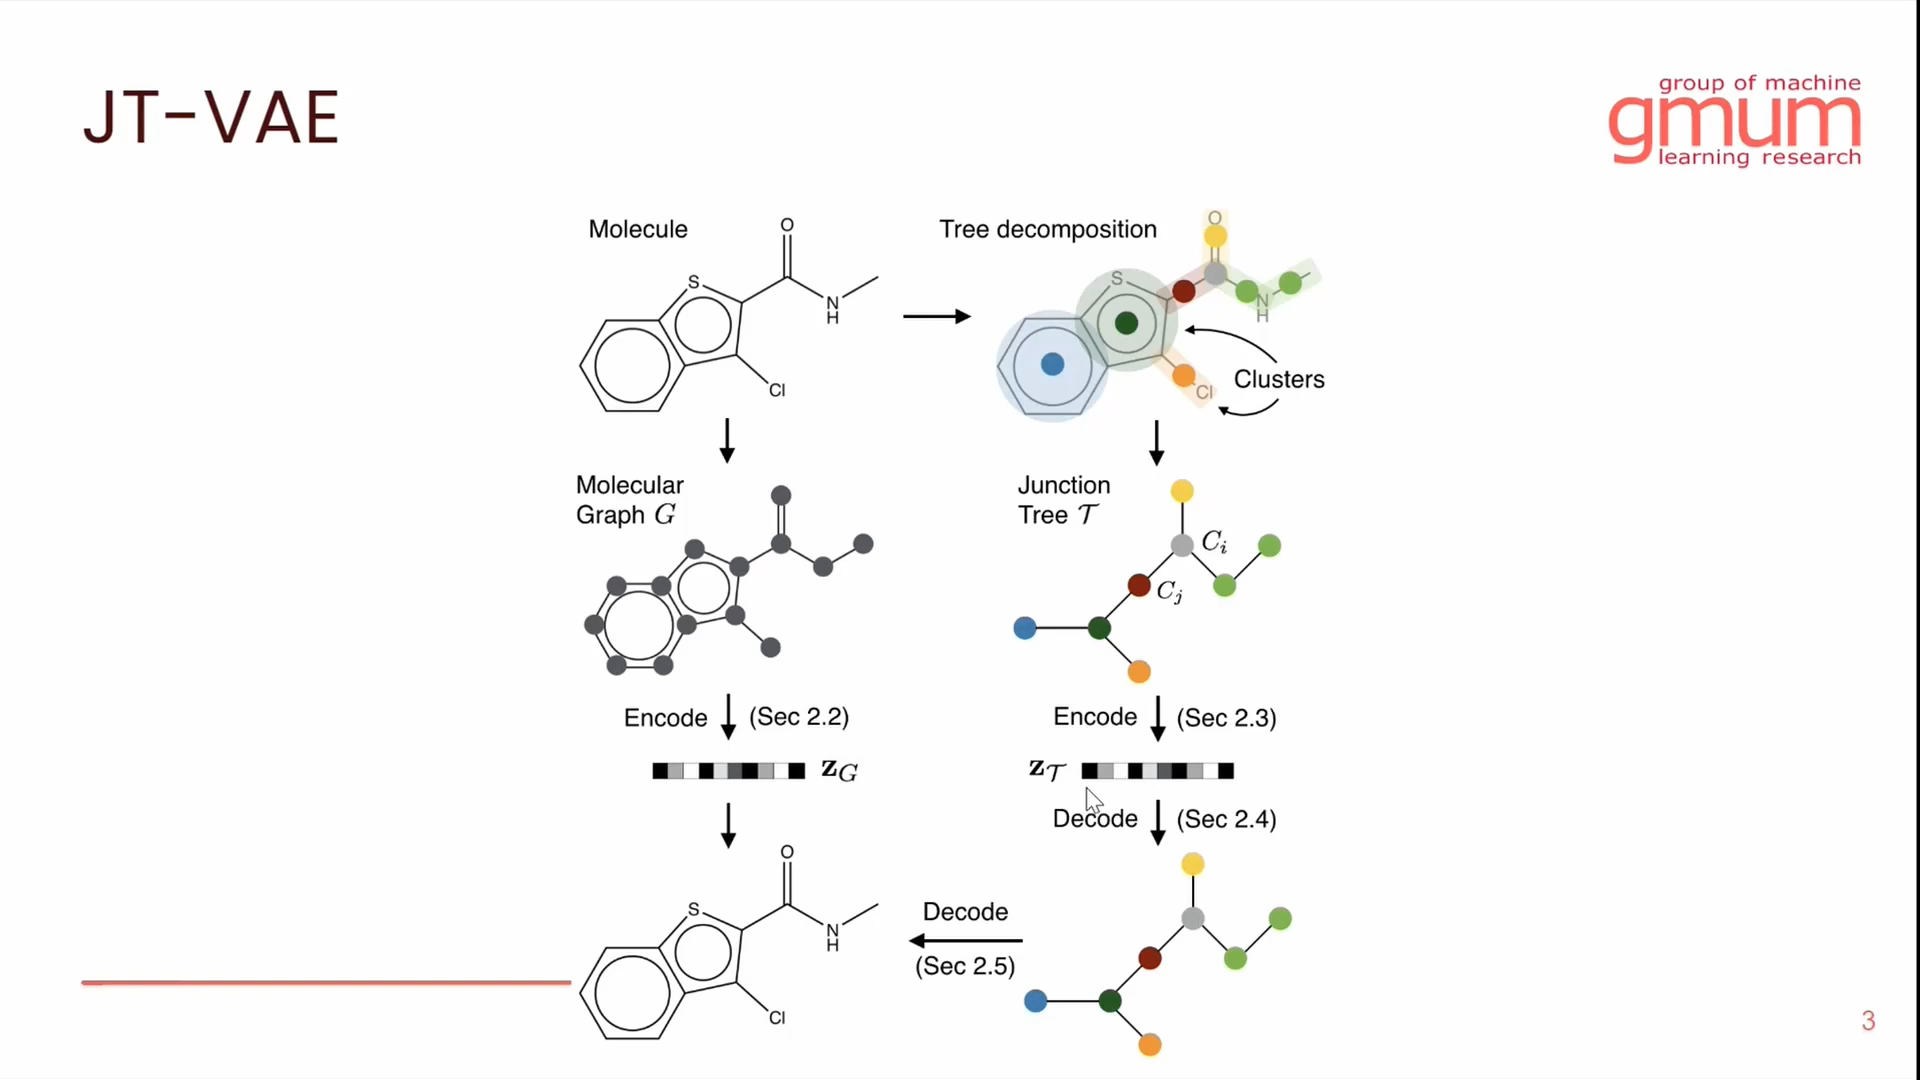 JT-VAE
group of machine
gmum
learning research
Molecule
O
S
N
H
Cl
Tree decomposition
O
S
N
H
Cl
Clusters
Molecular
Graph G
Junction
Tree 𝒯
C_i
C_j
Encode (Sec 2.2)
Encode (Sec 2.3)
z_G
z_𝒯
Decode (Sec 2.4)
O
S
N
H
Cl
Decode
(Sec 2.5)
3